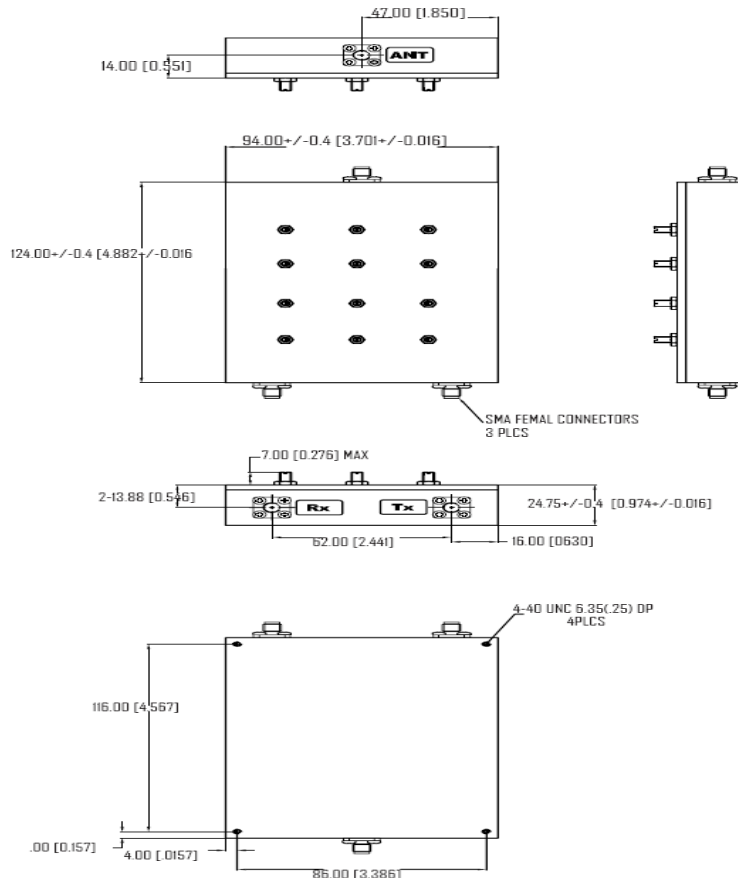 47.00 [1.850]
ANT
14.00 [0.551]
94.00+/-0.4 [3.701+/-0.016]
124.00+/-0.4 [4.882+/-0.016
SMA FEMAL CONNECTORS
3 PLCS
7.00 [0.276] MAX
2-13.88 [0.546]
Rx
Tx
24.75+/-0.4 [0.974+/-0.016]
62.00 [2.441]
16.00 [0630]
4-40 UNC 6.35(.25) DP
4PLCS
116.00 [4.567]
.00 [0.157]
4.00 [.0157]
86.00 [3.386]